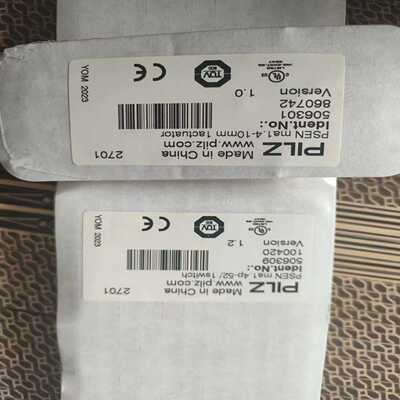 PILZ
www.pilz.com
Made in China
2701
PSEN ma1.4-10mm 1actuator
Ident.No.:
506301
860742
Version
1.0
YOM 2023
PILZ
www.pilz.com
Made in China
2701
PSEN ma1.4p-52/ 1switch
Ident.No.:
506309
100420
Version
1.2
YOM 2023